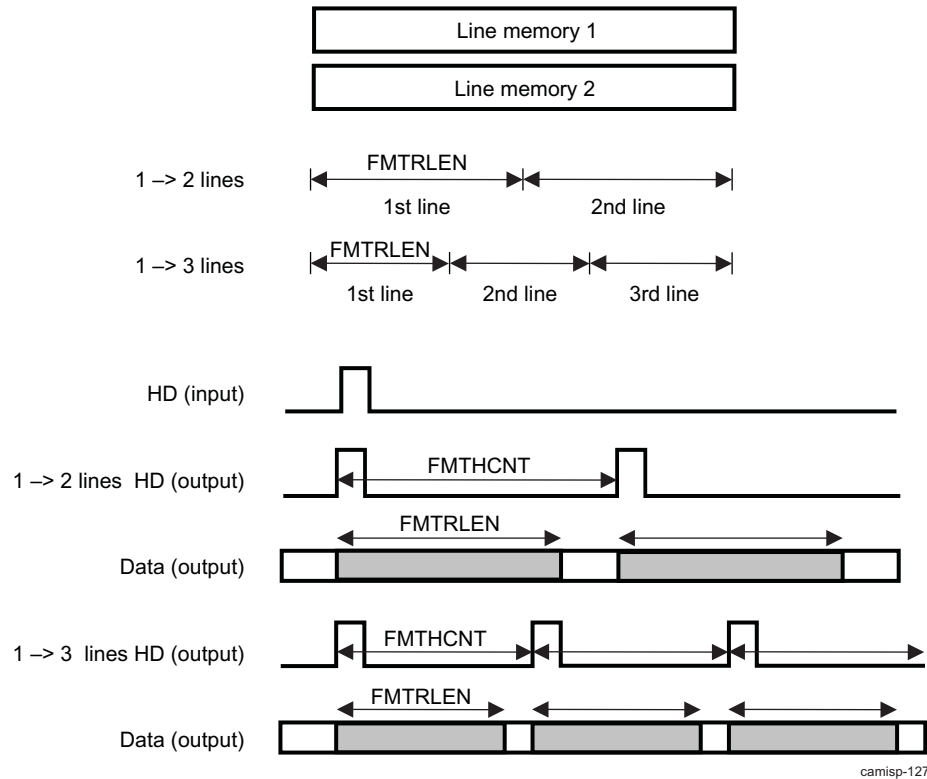 Line memory 1
Line memory 2
1 –> 2 lines
FMTRLEN
1st line
2nd line
1 –> 3 lines
FMTRLEN
1st line
2nd line
3rd line
HD (input)
1 –> 2 lines HD (output)
FMTHCNT
FMTRLEN
Data (output)
1 –> 3 lines HD (output)
FMTHCNT
FMTRLEN
Data (output)
camisp-127